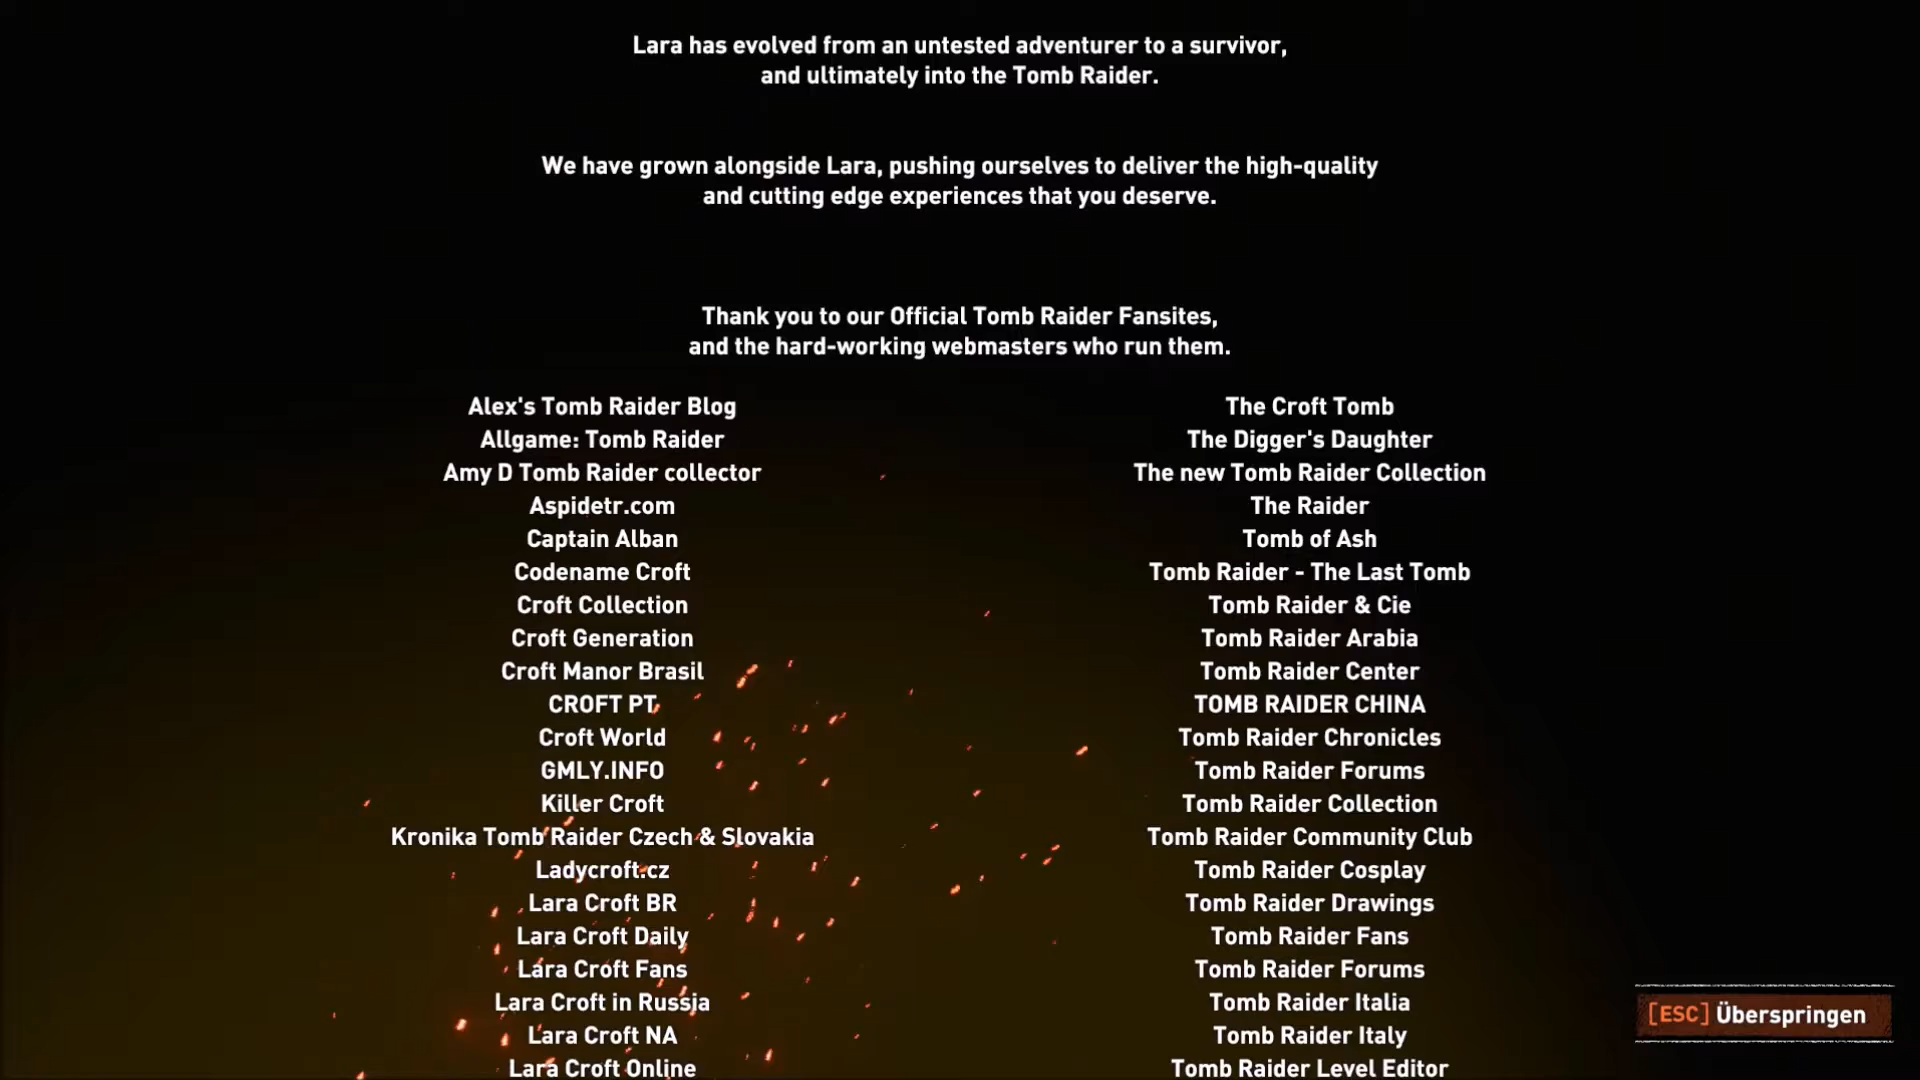 Lara has evolved from an untested adventurer to a survivor,
and ultimately into the Tomb Raider.
We have grown alongside Lara, pushing ourselves to deliver the high-quality
and cutting edge experiences that you deserve.
Thank you to our Official Tomb Raider Fansites,
and the hard-working webmasters who run them.
Alex's Tomb Raider Blog
Allgame: Tomb Raider
Amy D Tomb Raider collector
Aspidetr.com
Captain Alban
Codename Croft
Croft Collection
Croft Generation
Croft Manor Brasil
CROFT PT
Croft World
GMLY.INFO
Killer Croft
Kronika Tomb Raider Czech & Slovakia
Ladycroft.cz
Lara Croft BR
Lara Croft Daily
Lara Croft Fans
Lara Croft in Russia
Lara Croft NA
Lara Croft Online
The Croft Tomb
The Digger's Daughter
The new Tomb Raider Collection
The Raider
Tomb of Ash
Tomb Raider - The Last Tomb
Tomb Raider & Cie
Tomb Raider Arabia
Tomb Raider Center
TOMB RAIDER CHINA
Tomb Raider Chronicles
Tomb Raider Forums
Tomb Raider Collection
Tomb Raider Community Club
Tomb Raider Cosplay
Tomb Raider Drawings
Tomb Raider Fans
Tomb Raider Forums
Tomb Raider Italia
Tomb Raider Italy
Tomb Raider Level Editor
[ESC] Überspringen